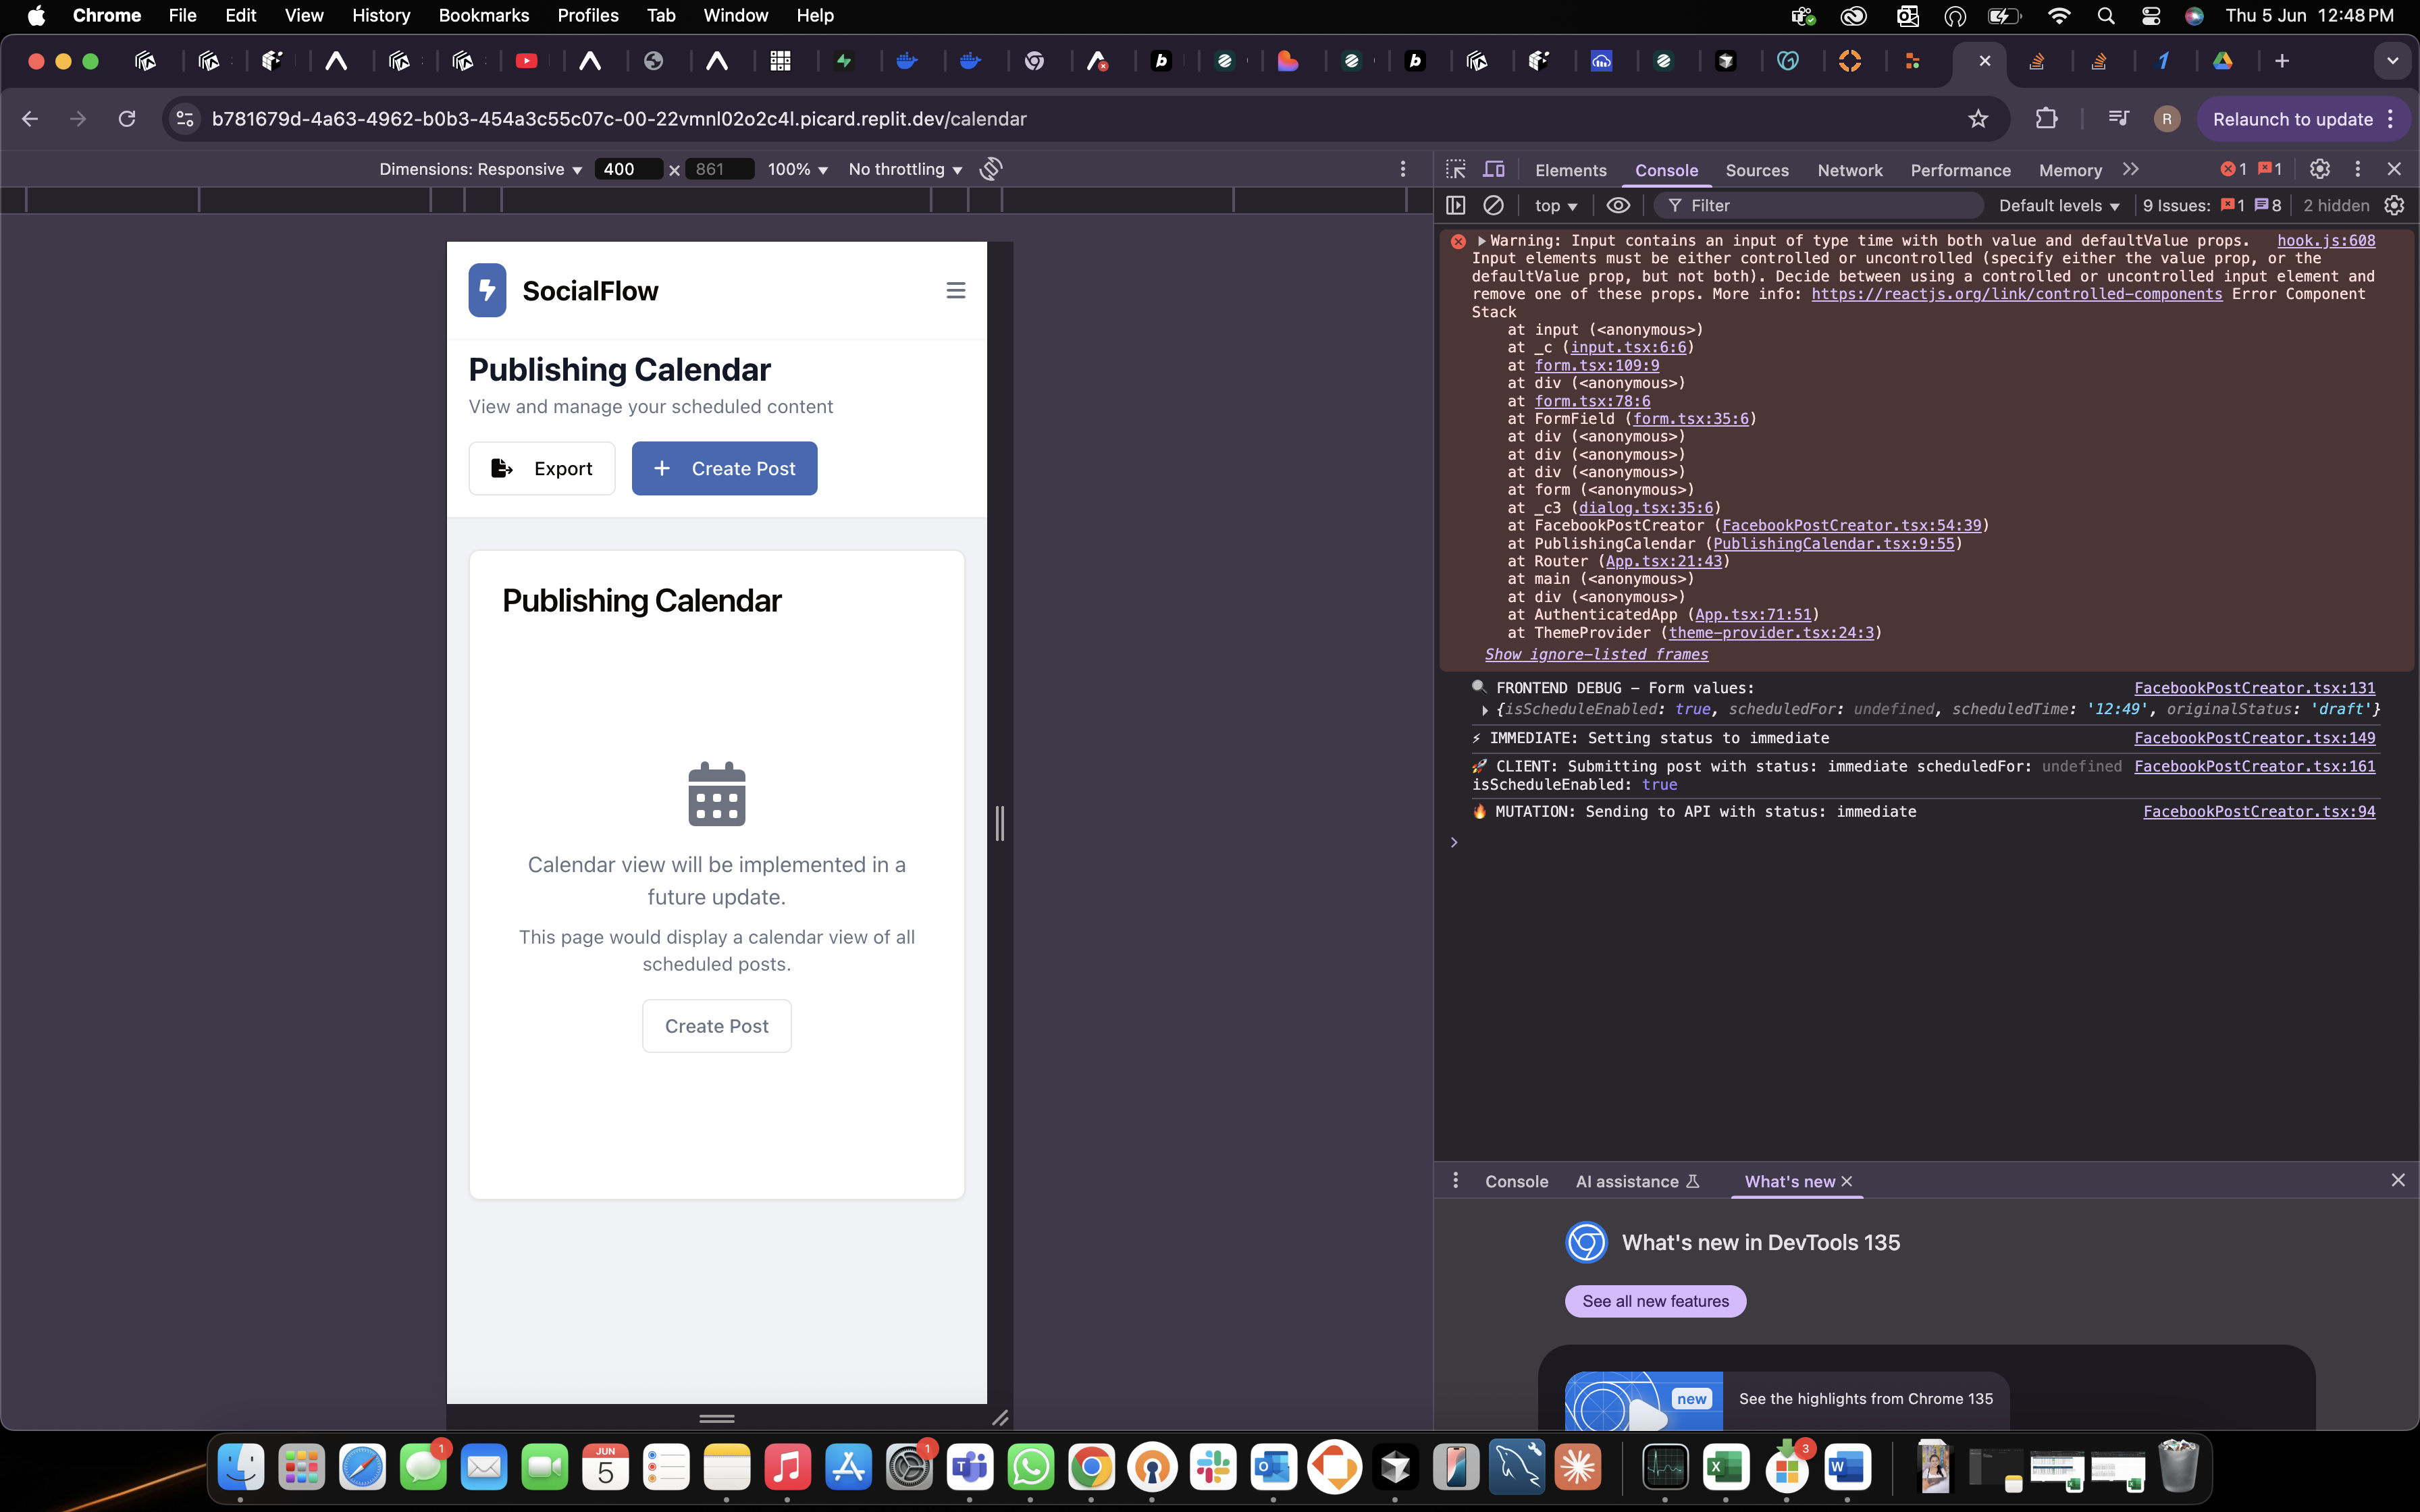 Chrome File Edit View History Bookmarks Profiles Tab Window Help Thu 5 Jun 12:48 PM
b781679d-4a63-4962-b0b3-454a3c55c07c-00-22vmnl02o2c4l.picard.replit.dev/calendar
R
Relaunch to update
Dimensions: Responsive 400 x 861 100% No throttling
Elements Console Sources Network Performance Memory 1 1
top Filter Default levels 9 Issues: 1 8 2 hidden
SocialFlow
Publishing Calendar
View and manage your scheduled content
Export
+ Create Post
Publishing Calendar
Calendar view will be implemented in a
future update.
This page would display a calendar view of all
scheduled posts.
Create Post
Warning: Input contains an input of type time with both value and defaultValue props. hook.js:608
Input elements must be either controlled or uncontrolled (specify either the value prop, or the
defaultValue prop, but not both). Decide between using a controlled or uncontrolled input element and
remove one of these props. More info: https://reactjs.org/link/controlled-components Error Component
Stack
at input (<anonymous>)
at _c (input.tsx:6:6)
at form.tsx:109:9
at div (<anonymous>)
at form.tsx:78:6
at FormField (form.tsx:35:6)
at div (<anonymous>)
at div (<anonymous>)
at div (<anonymous>)
at form (<anonymous>)
at _c3 (dialog.tsx:35:6)
at FacebookPostCreator (FacebookPostCreator.tsx:54:39)
at PublishingCalendar (PublishingCalendar.tsx:9:55)
at Router (App.tsx:21:43)
at main (<anonymous>)
at div (<anonymous>)
at AuthenticatedApp (App.tsx:71:51)
at ThemeProvider (theme-provider.tsx:24:3)
Show ignore-listed frames
🔍 FRONTEND DEBUG – Form values: FacebookPostCreator.tsx:131
{isScheduleEnabled: true, scheduledFor: undefined, scheduledTime: '12:49', originalStatus: 'draft'}
⚡ IMMEDIATE: Setting status to immediate FacebookPostCreator.tsx:149
🚀 CLIENT: Submitting post with status: immediate scheduledFor: undefined FacebookPostCreator.tsx:161
isScheduleEnabled: true
🔥 MUTATION: Sending to API with status: immediate FacebookPostCreator.tsx:94
Console AI assistance What's new
What's new in DevTools 135
See all new features
new
See the highlights from Chrome 135
1
JUN
5
1
3